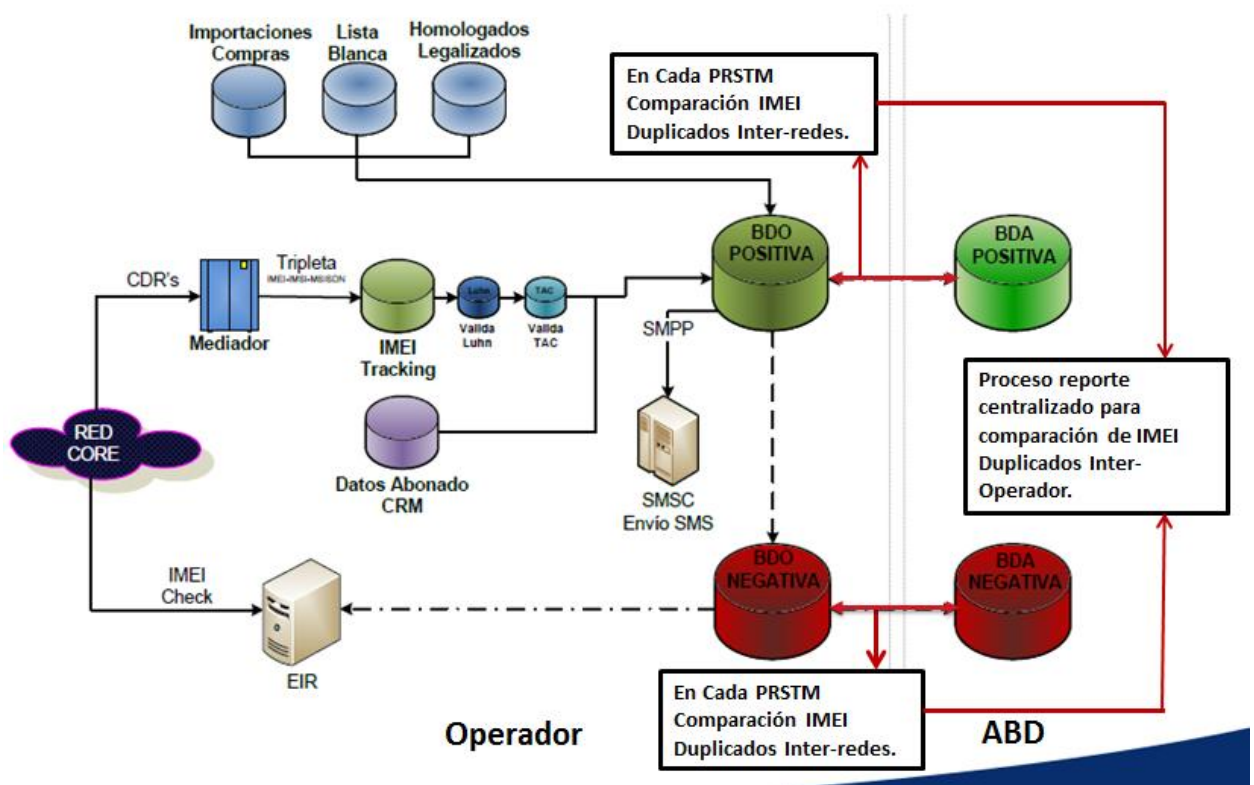 Importaciones
Compras
Lista
Blanca
Homologados
Legalizados
En Cada PRSTM
Comparación IMEI
Duplicados Inter-redes.
BDO
POSITIVA
BDA
POSITIVA
CDR's
Mediador
Tripleta
IMEI+IMSI+MSISDN
IMEI
Tracking
Luhn
Valida
Luhn
TAC
Valida
TAC
SMPP
Datos Abonado
CRM
SMSC
Envío SMS
RED
CORE
Proceso reporte
centralizado para
comparación de IMEI
Duplicados Inter-
Operador.
IMEI
Check
EIR
BDO
NEGATIVA
BDA
NEGATIVA
En Cada PRSTM
Comparación IMEI
Duplicados Inter-redes.
Operador
ABD